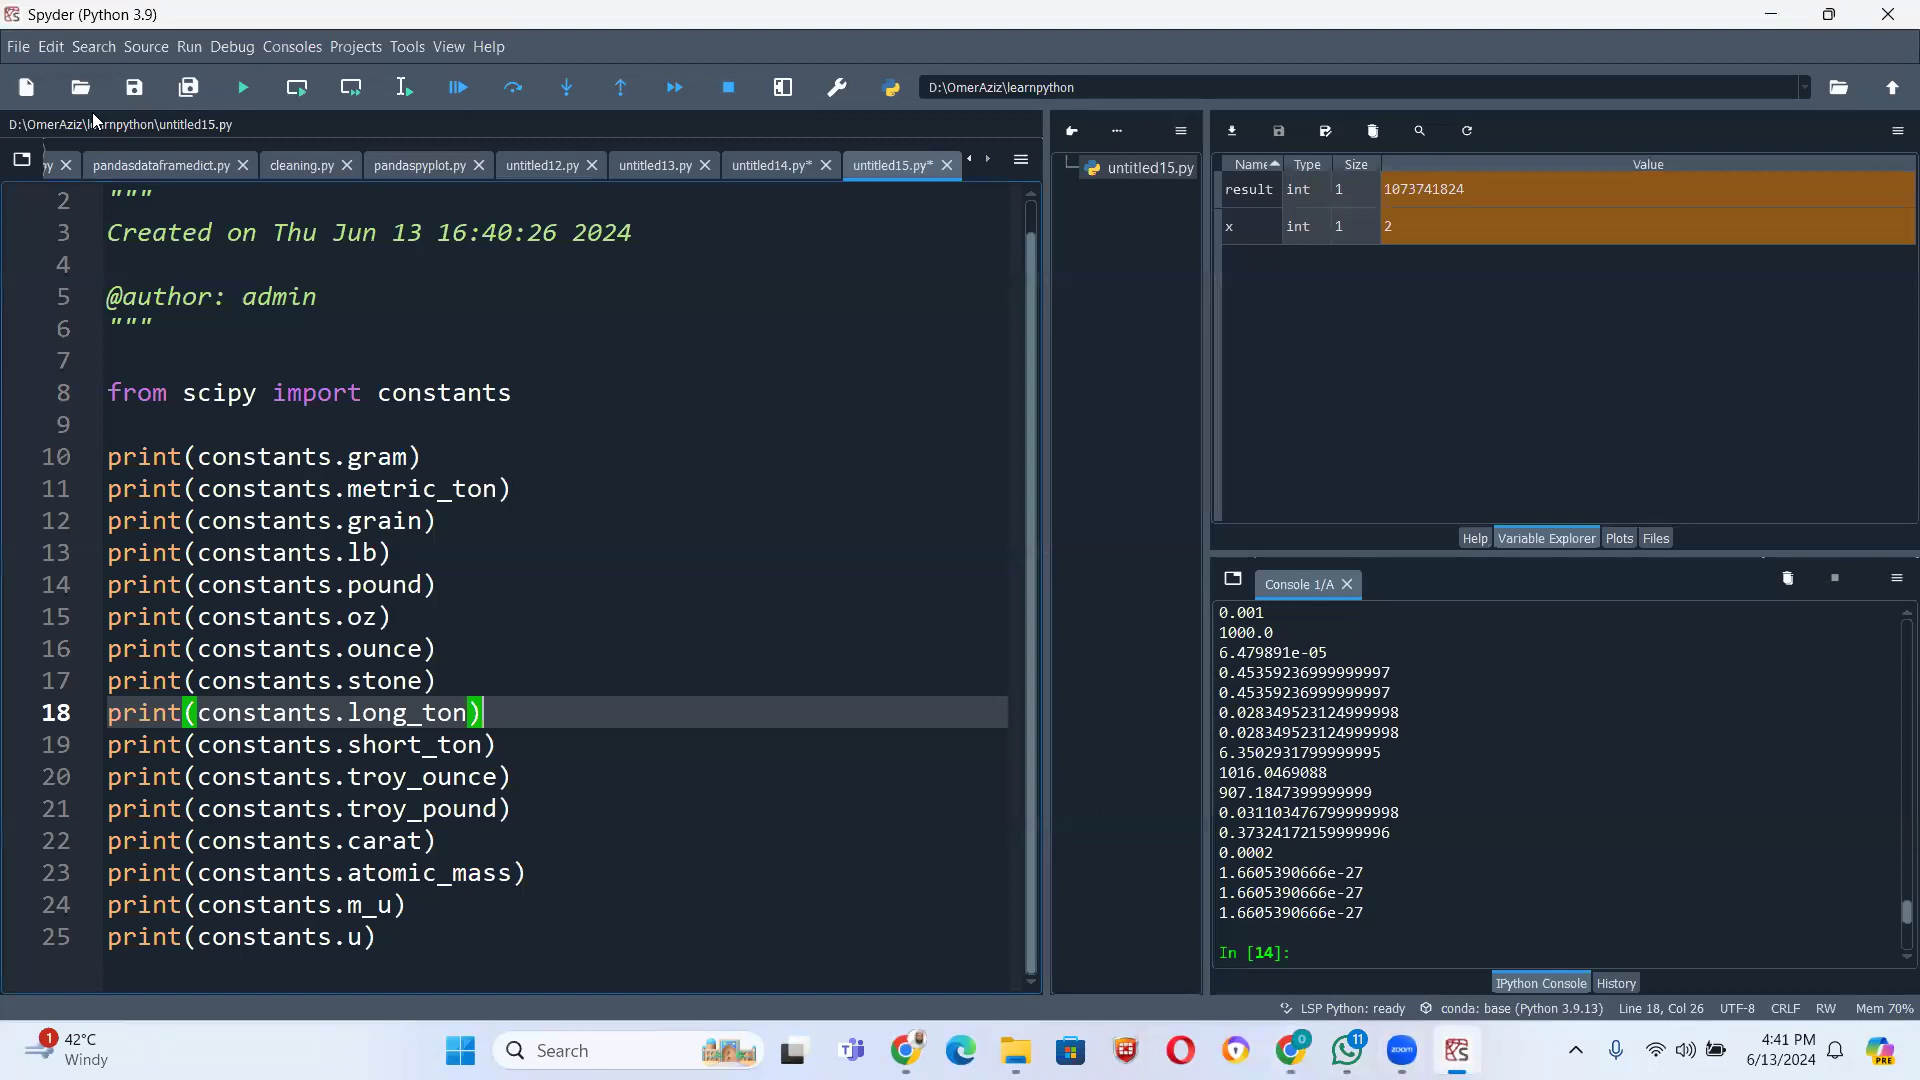 Spyder (Python 3.9)
File Edit Search Source Run Debug Consoles Projects Tools View Help
D:\OmerAziz\learnpython
D:\OmerAziz\learnpython\untitled15.py
py pandasdataframedict.py cleaning.py pandaspyplot.py untitled12.py untitled13.py untitled14.py* untitled15.py*
2 """
3 Created on Thu Jun 13 16:40:26 2024
4
5 @author: admin
6 """
7
8 from scipy import constants
9
10 print(constants.gram)
11 print(constants.metric_ton)
12 print(constants.grain)
13 print(constants.lb)
14 print(constants.pound)
15 print(constants.oz)
16 print(constants.ounce)
17 print(constants.stone)
18 print(constants.long_ton)
19 print(constants.short_ton)
20 print(constants.troy_ounce)
21 print(constants.troy_pound)
22 print(constants.carat)
23 print(constants.atomic_mass)
24 print(constants.m_u)
25 print(constants.u)
untitled15.py
Name Type Size Value
result int 1 1073741824
x int 1 2
Help Variable Explorer Plots Files
Console 1/A
0.001
1000.0
6.479891e-05
0.45359236999999997
0.45359236999999997
0.028349523124999998
0.028349523124999998
6.3502931799999995
1016.0469088
907.1847399999999
0.031103476799999998
0.37324172159999996
0.0002
1.6605390666e-27
1.6605390666e-27
1.6605390666e-27
In [14]:
IPython Console History
LSP Python: ready conda: base (Python 3.9.13) Line 18, Col 26 UTF-8 CRLF RW Mem 70%
1 42°C
Windy
Search
0
11
zoom
PRE
4:41 PM
6/13/2024